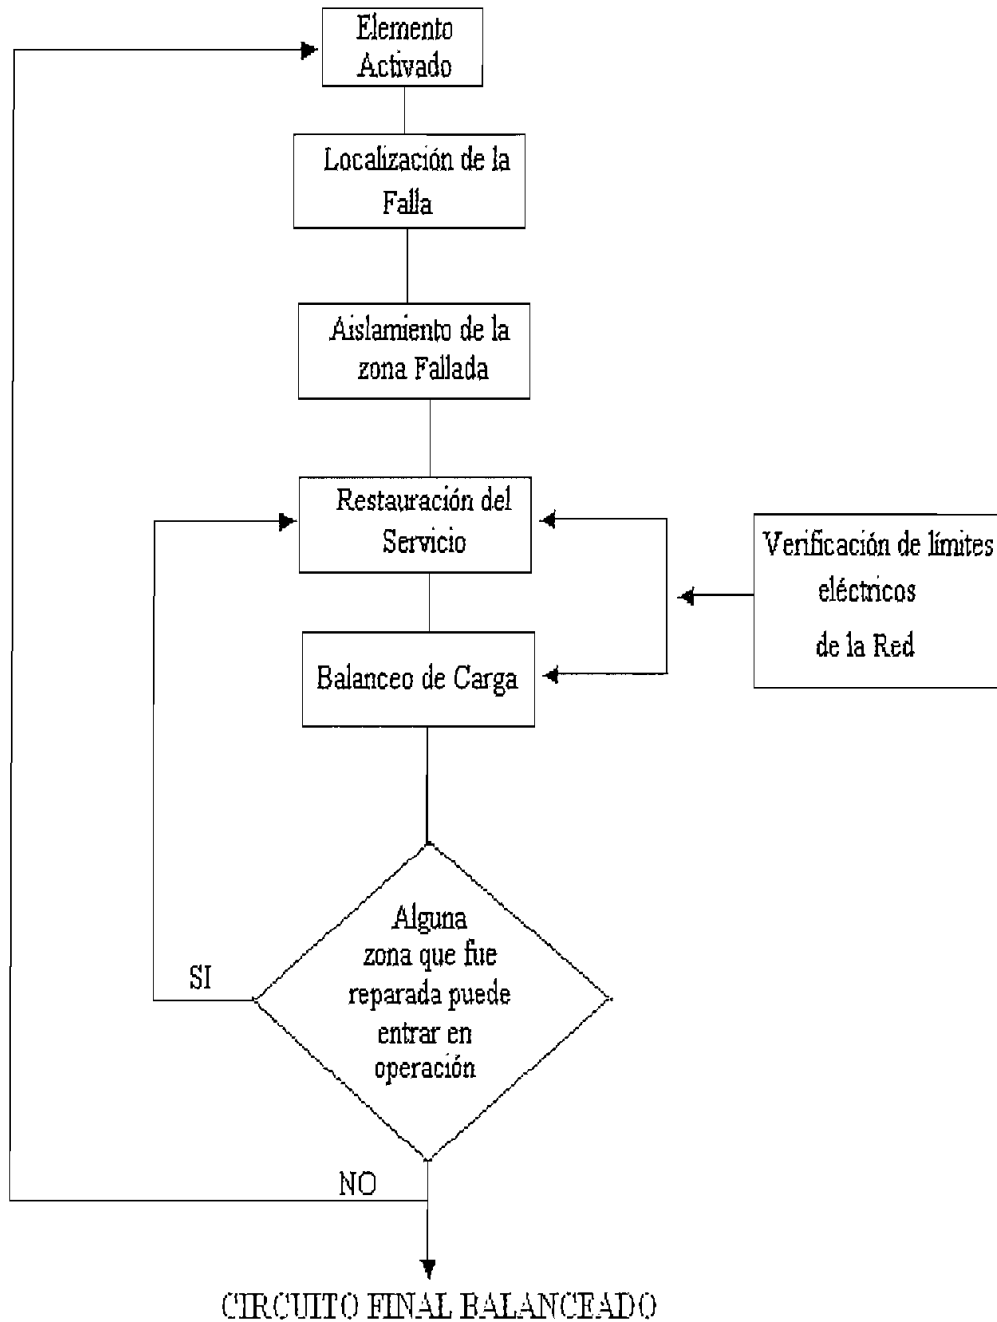 Elemento
Activado
Localización de la
Falla
Aislamiento de la
zona Fallada
Restauración del
Servicio
Verificación de límites
eléctricos
de la Red
Balanceo de Carga
Alguna
zona que fue
reparada puede
entrar en
operación
SI
NO
CIRCUITO FINAL BALANCEADO